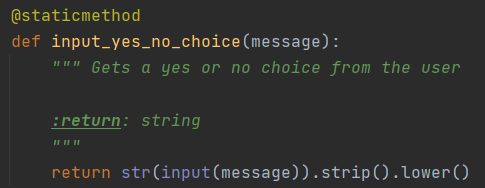 @staticmethod
def input_yes_no_choice(message):
    """ Gets a yes or no choice from the user

    :return: string
    """
    return str(input(message)).strip().lower()